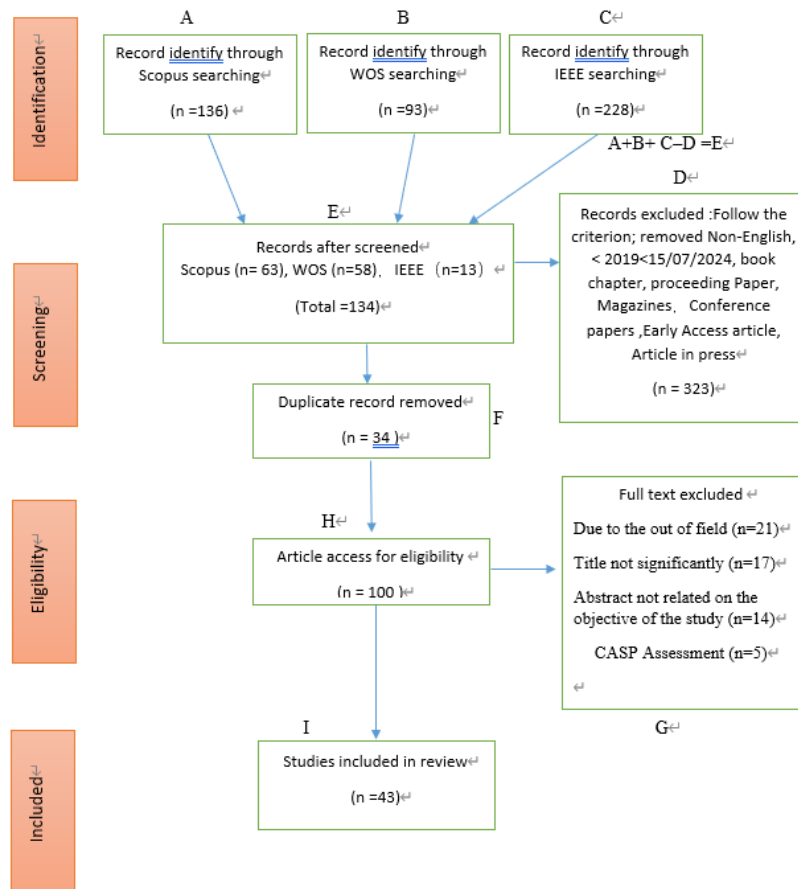 Identification
A
B
C
Record identify through
Scopus searching
(n =136)
Record identify through
WOS searching
(n =93)
Record identify through
IEEE searching
(n =228)
A+B+ C–D =E
D
Records excluded :Follow the
criterion; removed Non-English,
< 2019<15/07/2024, book
chapter, proceeding Paper,
Magazines、 Conference
papers ,Early Access article,
Article in press
(n = 323)
Screening
E
Records after screened
Scopus (n= 63), WOS (n=58)、 IEEE （n=13）
(Total =134)
Duplicate record removed
(n = 34 )
F
Eligibility
H
Article access for eligibility
(n = 100 )
Full text excluded
Due to the out of field (n=21)
Title not significantly (n=17)
Abstract not related on the
objective of the study (n=14)
CASP Assessment (n=5)
G
Included
I
Studies included in review
(n =43)